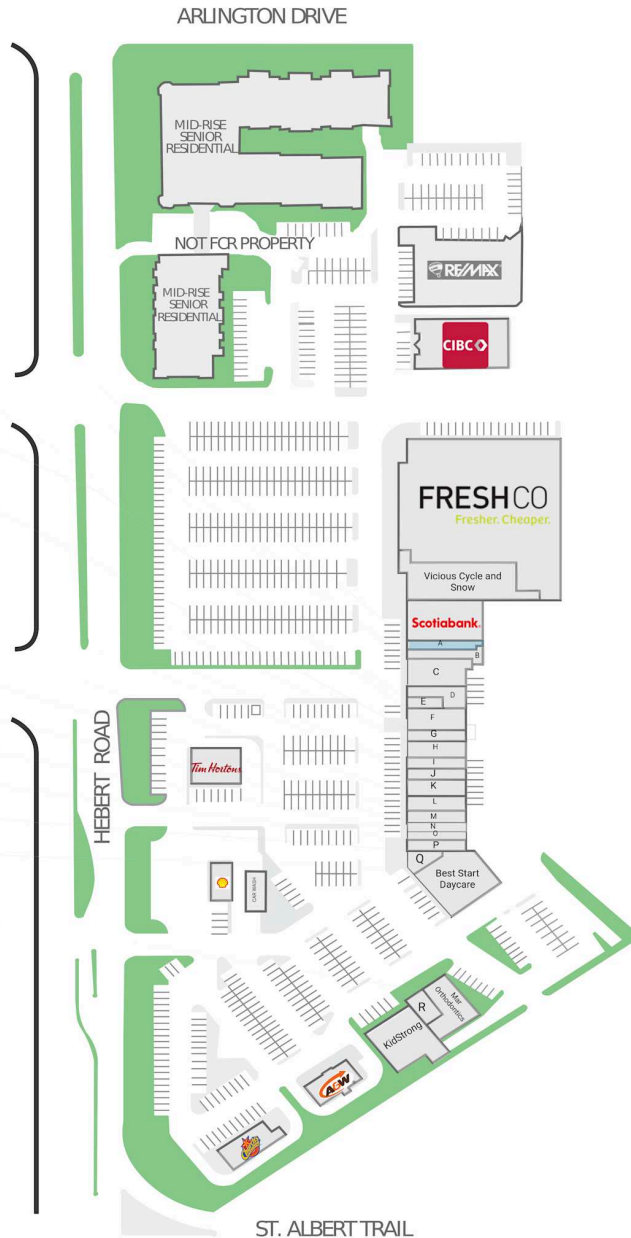 ARLINGTON DRIVE
MID-RISE
SENIOR
RESIDENTIAL
NOT FCR PROPERTY
RE/MAX
MID-RISE
SENIOR
RESIDENTIAL
CIBC
FRESHCO
Fresher. Cheaper.
Vicious Cycle and
Snow
Scotiabank
A
B
C
D
E
F
G
H
I
J
K
L
M
N
O
P
Q
Best Start
Daycare
HEBERT ROAD
Tim Hortons
CAR WASH
R
Mar
Orthodontics
KidStrong
A&W
ST. ALBERT TRAIL